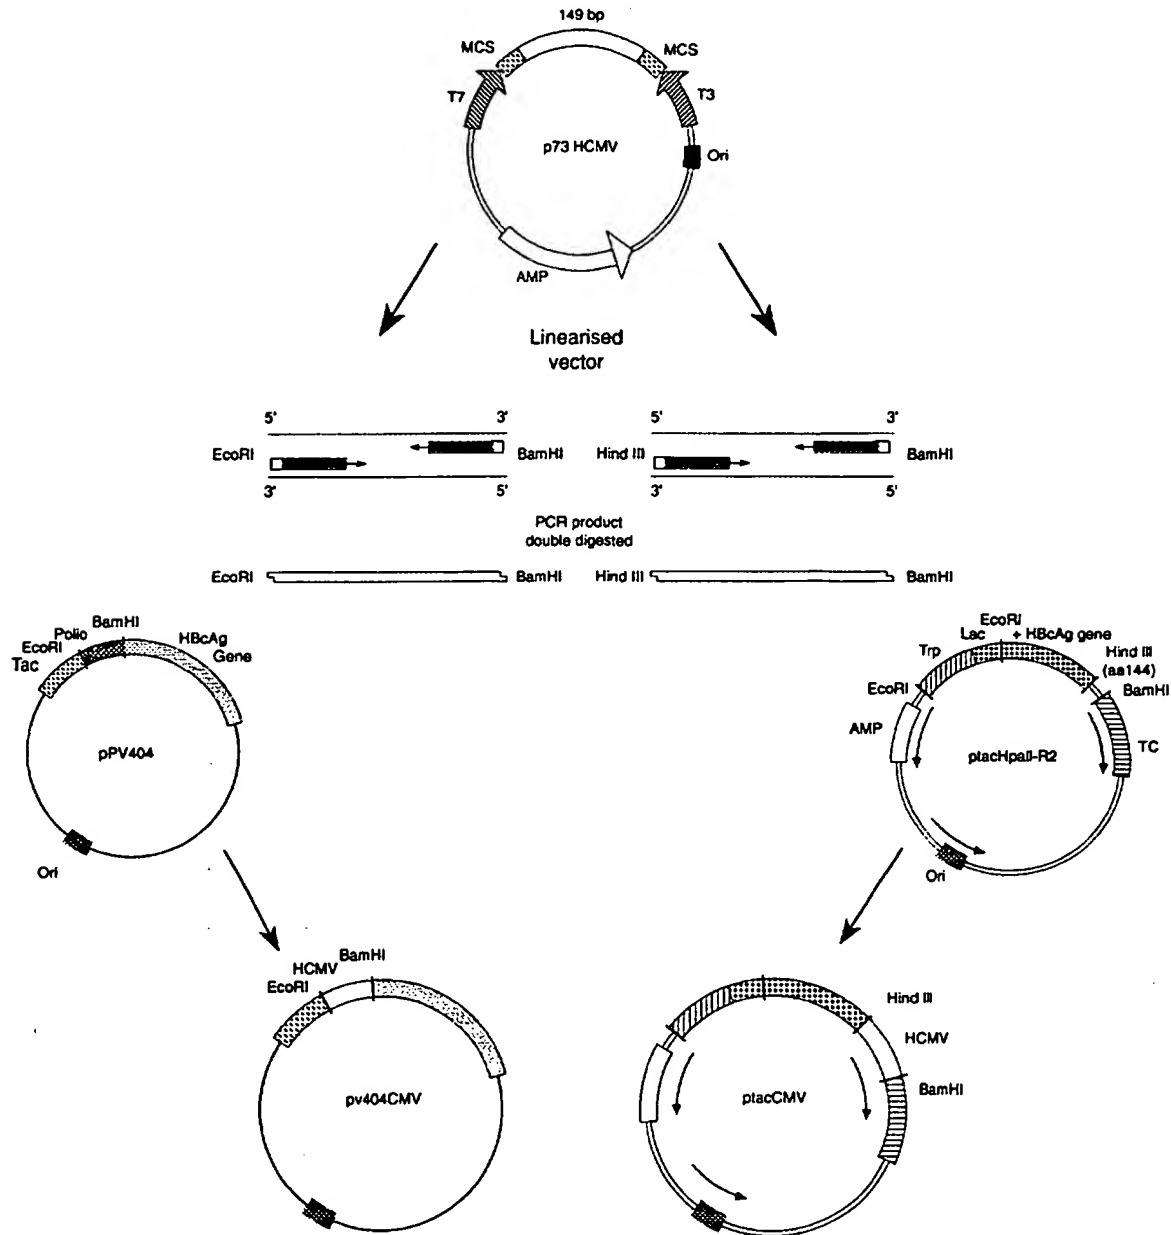 149 bp
MCS
MCS
T7
T3
p73 HCMV
Ori
AMP
Linearised
vector
5'
3'
5'
3'
EcoRI
BamHI
Hind III
BamHI
3'
5'
3'
5'
PCR product
double digested
EcoRI
BamHI
Hind III
BamHI
BamHI
Polio
EcoRI
Tac
HBcAg
Gene
pPV404
Ori
EcoRI
Lac
+ HBcAg gene
Trp
Hind III
(aa144)
EcoRI
BamHI
AMP
TC
ptacHpaII-R2
Ori
BamHI
HCMV
EcoRI
pv404CMV
Hind III
HCMV
BamHI
ptacCMV